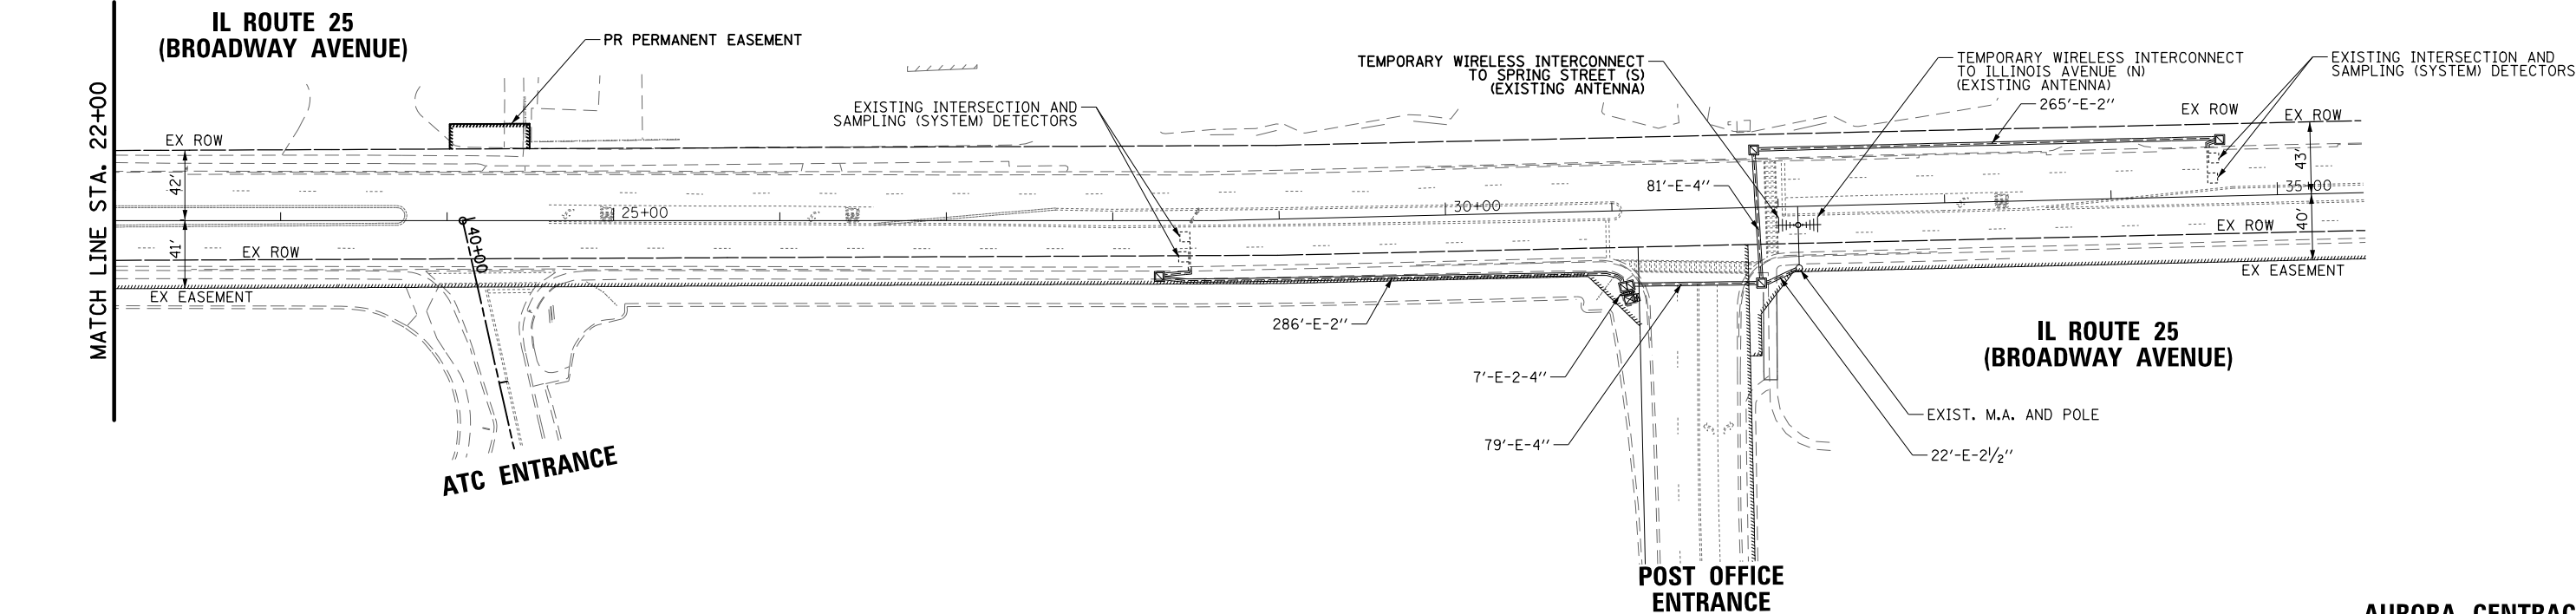 IL ROUTE 25
(BROADWAY AVENUE)
PR PERMANENT EASEMENT
MATCH LINE STA. 22+00
EX ROW
42'
41'
EX ROW
EX EASEMENT
40+00
ATC ENTRANCE
25+00
EXISTING INTERSECTION AND
SAMPLING (SYSTEM) DETECTORS
286'-E-2"
TEMPORARY WIRELESS INTERCONNECT
TO SPRING STREET (S)
(EXISTING ANTENNA)
30+00
81'-E-4"
7'-E-2-4"
79'-E-4"
POST OFFICE
ENTRANCE
TEMPORARY WIRELESS INTERCONNECT
TO ILLINOIS AVENUE (N)
(EXISTING ANTENNA)
265'-E-2"
EXISTING INTERSECTION AND
SAMPLING (SYSTEM) DETECTORS
EX ROW
EX ROW
43'
35+00
40'
EX ROW
EX EASEMENT
IL ROUTE 25
(BROADWAY AVENUE)
EXIST. M.A. AND POLE
22'-E-2 1/2"
AURORA CENTRAC